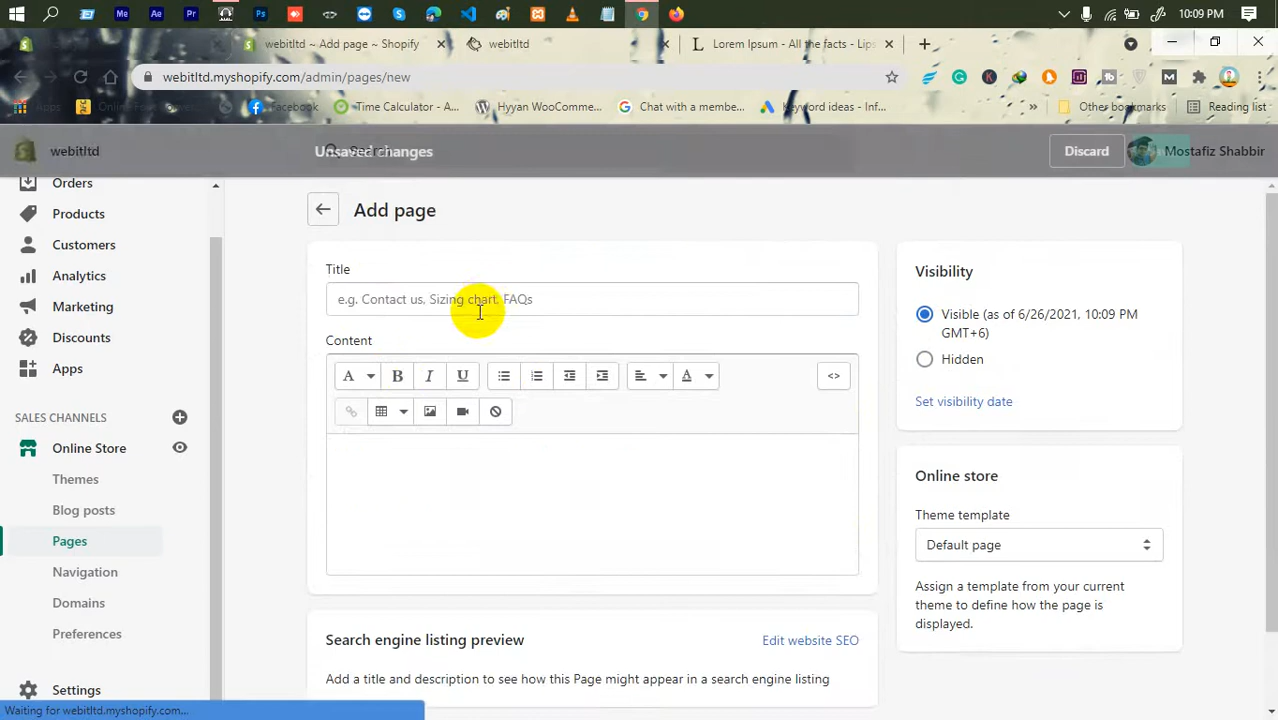 10:09 PM
webitltd ~ Add page ~ Shopify
webitltd
Lorem Ipsum - All the facts - Lips
webitltd.myshopify.com/admin/pages/new
Apps
Facebook
Time Calculator - A...
Hyyan WooComme...
Chat with a membe...
Keyword ideas - Inf...
Other bookmarks
Reading list
webitltd
Unsaved changes
Discard
Mostafiz Shabbir
Orders
Products
Customers
Analytics
Marketing
Discounts
Apps
SALES CHANNELS
Online Store
Themes
Blog posts
Pages
Navigation
Domains
Preferences
Settings
Add page
Title
e.g. Contact us, Sizing chart, FAQs
Content
Search engine listing preview
Edit website SEO
Add a title and description to see how this Page might appear in a search engine listing
Visibility
Visible (as of 6/26/2021, 10:09 PM
GMT+6)
Hidden
Set visibility date
Online store
Theme template
Default page
Assign a template from your current
theme to define how the page is
displayed.
Waiting for webitltd.myshopify.com...